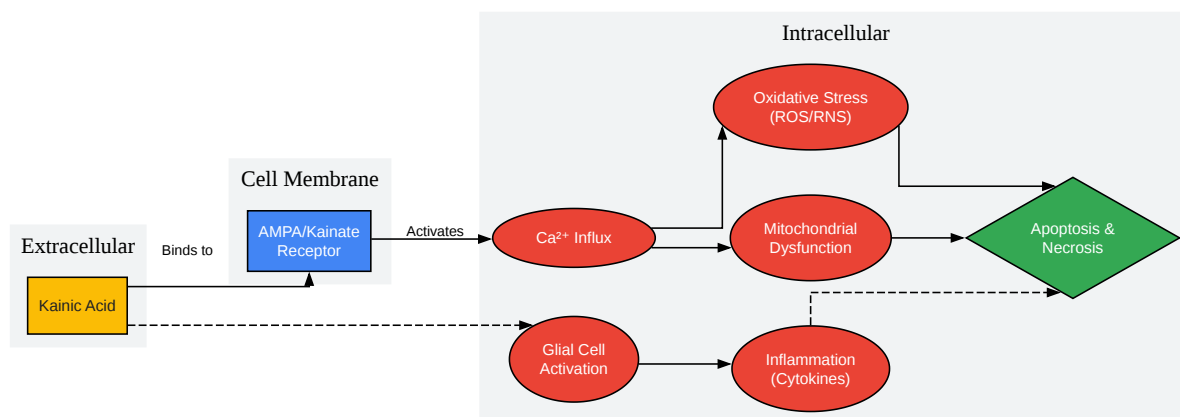 Intracellular
Oxidative Stress
(ROS/RNS)
Cell Membrane
AMPA/Kainate
Receptor
Activates
Ca²⁺ Influx
Mitochondrial
Dysfunction
Apoptosis &
Necrosis
Extracellular
Binds to
Kainic Acid
Glial Cell
Activation
Inflammation
(Cytokines)